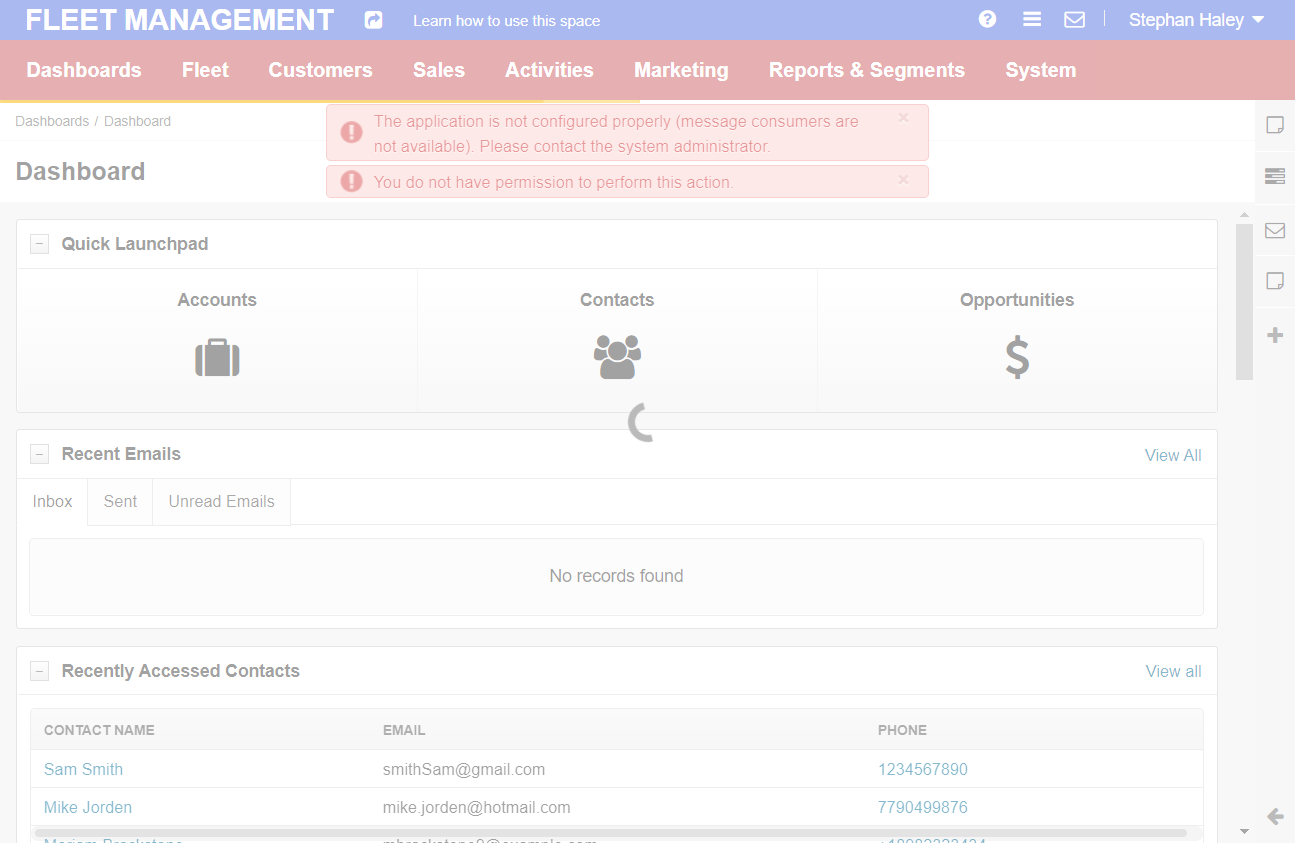 FLEET MANAGEMENT Learn how to use this space Stephan Haley
Dashboards Fleet Customers Sales Activities Marketing Reports & Segments System
Dashboards / Dashboard
The application is not configured properly (message consumers are
not available). Please contact the system administrator.
Dashboard
You do not have permission to perform this action.
Quick Launchpad
Accounts Contacts Opportunities
Recent Emails View All
Inbox Sent Unread Emails
No records found
Recently Accessed Contacts View all
CONTACT NAME EMAIL PHONE
Sam Smith smithSam@gmail.com 1234567890
Mike Jorden mike.jorden@hotmail.com 7790499876